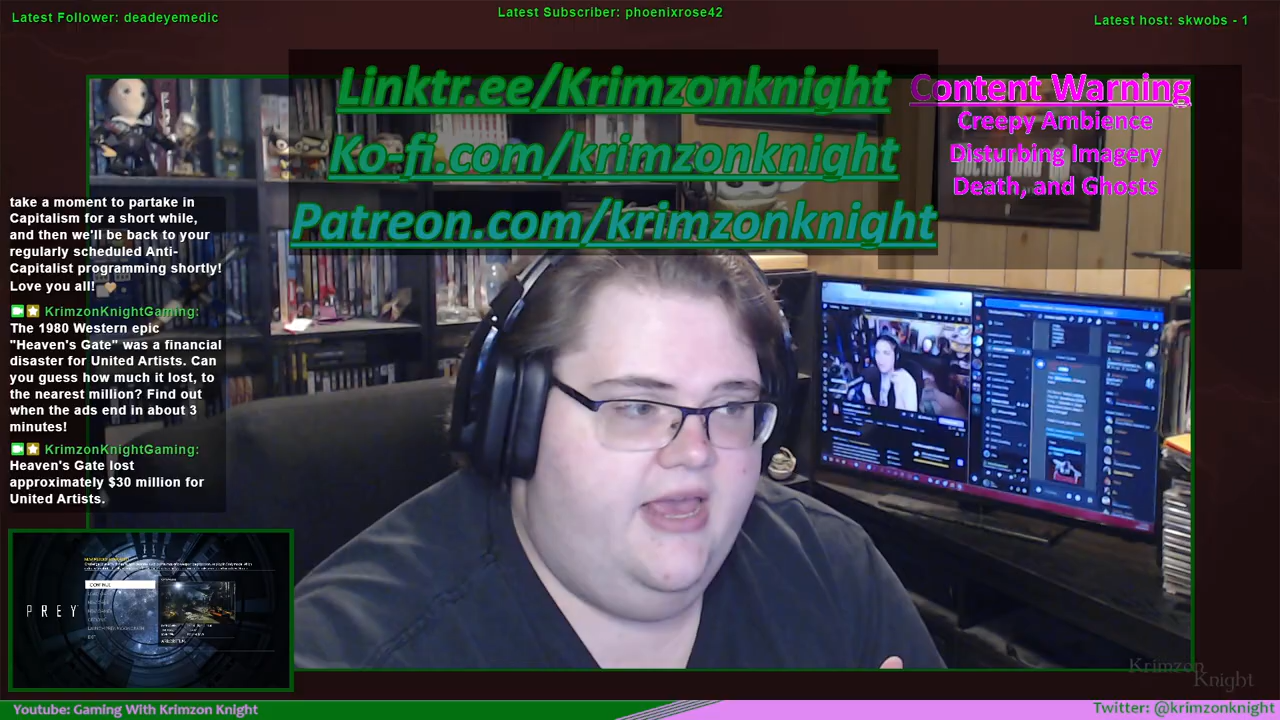 Latest Follower: deadeyemedic
Latest Subscriber: phoenixrose42
Latest host: skwobs - 1
Linktr.ee/Krimzonknight
Ko-fi.com/krimzonknight
Patreon.com/krimzonknight
Content Warning
Creepy Ambience
Disturbing Imagery
Death, and Ghosts
take a moment to partake in
Capitalism for a short while,
and then we'll be back to your
regularly scheduled Anti-
Capitalist programming shortly!
Love you all!
KrimzonKnightGaming:
The 1980 Western epic
"Heaven's Gate" was a financial
disaster for United Artists. Can
you guess how much it lost, to
the nearest million? Find out
when the ads end in about 3
minutes!
KrimzonKnightGaming:
Heaven's Gate lost
approximately $30 million for
United Artists.
PREY
CONTINUE
Krimzon
Knight
Youtube: Gaming With Krimzon Knight
Twitter: @krimzonknight